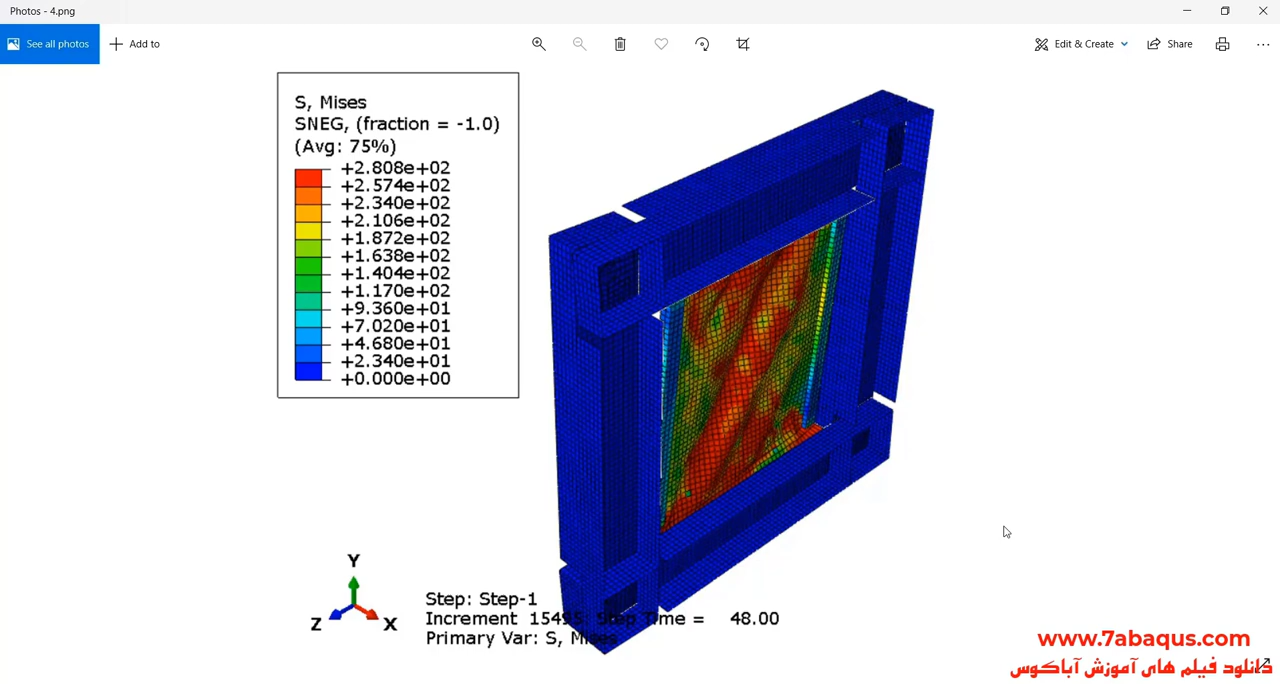 Photos - 4.png
See all photos
Add to
Edit & Create
Share
S, Mises
SNEG, (fraction = -1.0)
(Avg: 75%)
+2.808e+02
+2.574e+02
+2.340e+02
+2.106e+02
+1.872e+02
+1.638e+02
+1.404e+02
+1.170e+02
+9.360e+01
+7.020e+01
+4.680e+01
+2.340e+01
+0.000e+00
Y
Z
X
Step: Step-1
Increment 15495: Step Time = 48.00
Primary Var: S, Mises
www.7abaqus.com
دانلود فیلم های آموزش آباکوس